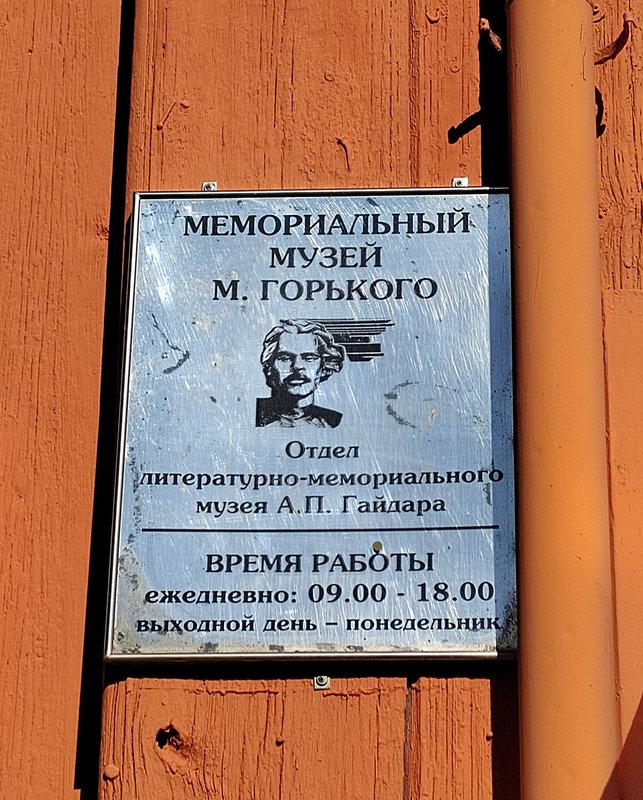 МЕМОРИАЛЬНЫЙ
МУЗЕЙ
М. ГОРЬКОГО
Отдел
литературно-мемориального
музея А.П. Гайдара
ВРЕМЯ РАБОТЫ
ежедневно: 09.00 - 18.00
выходной день – понедельник